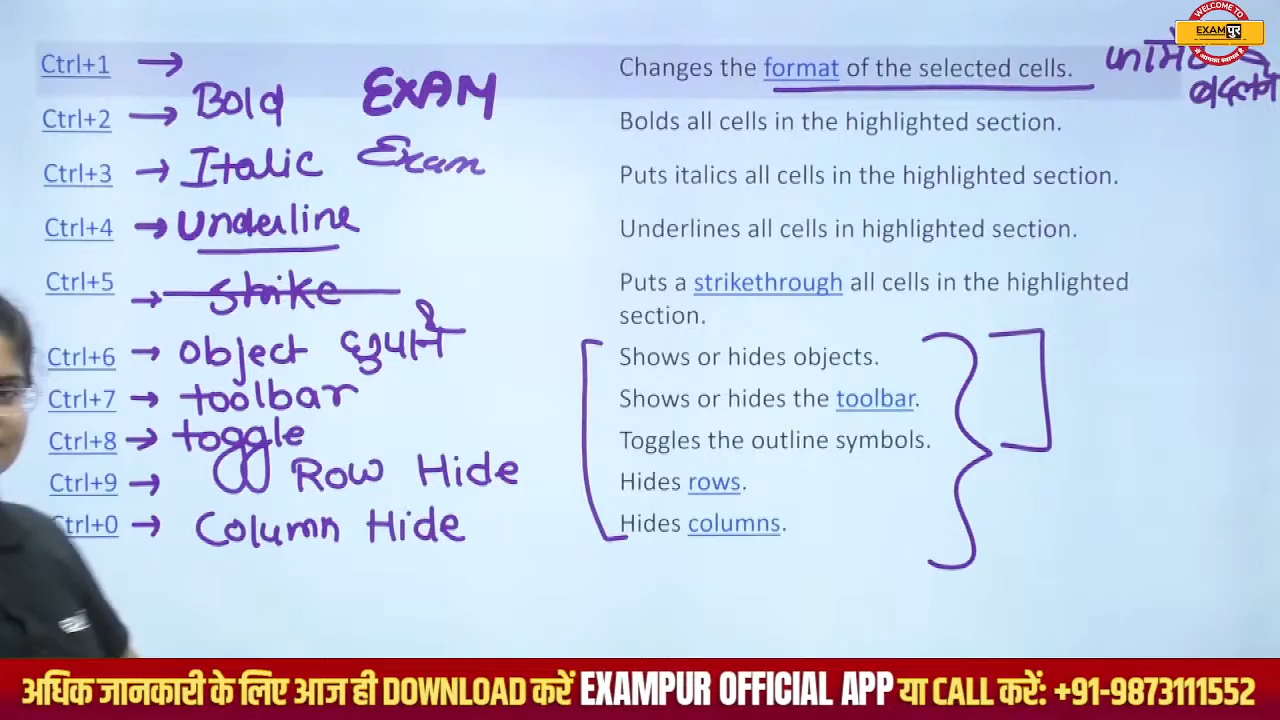 WELCOME TO
EXAMपुर
Ctrl+1 → Changes the format of the selected cells. फॉर्मेट
बदलना
Bold EXAM
Ctrl+2 → Bolds all cells in the highlighted section.
Ctrl+3 → Italic Exam Puts italics all cells in the highlighted section.
Ctrl+4 → Underline Underlines all cells in highlighted section.
Ctrl+5 → Strike Puts a strikethrough all cells in the highlighted
section.
Ctrl+6 → object छुपाने Shows or hides objects.
Ctrl+7 → toolbar Shows or hides the toolbar.
Ctrl+8 → toggle Toggles the outline symbols.
Ctrl+9 → Row Hide Hides rows.
Ctrl+0 → Column Hide Hides columns.
अधिक जानकारी के लिए आज ही DOWNLOAD करें EXAMPUR OFFICIAL APP या CALL करें: +91-9873111552